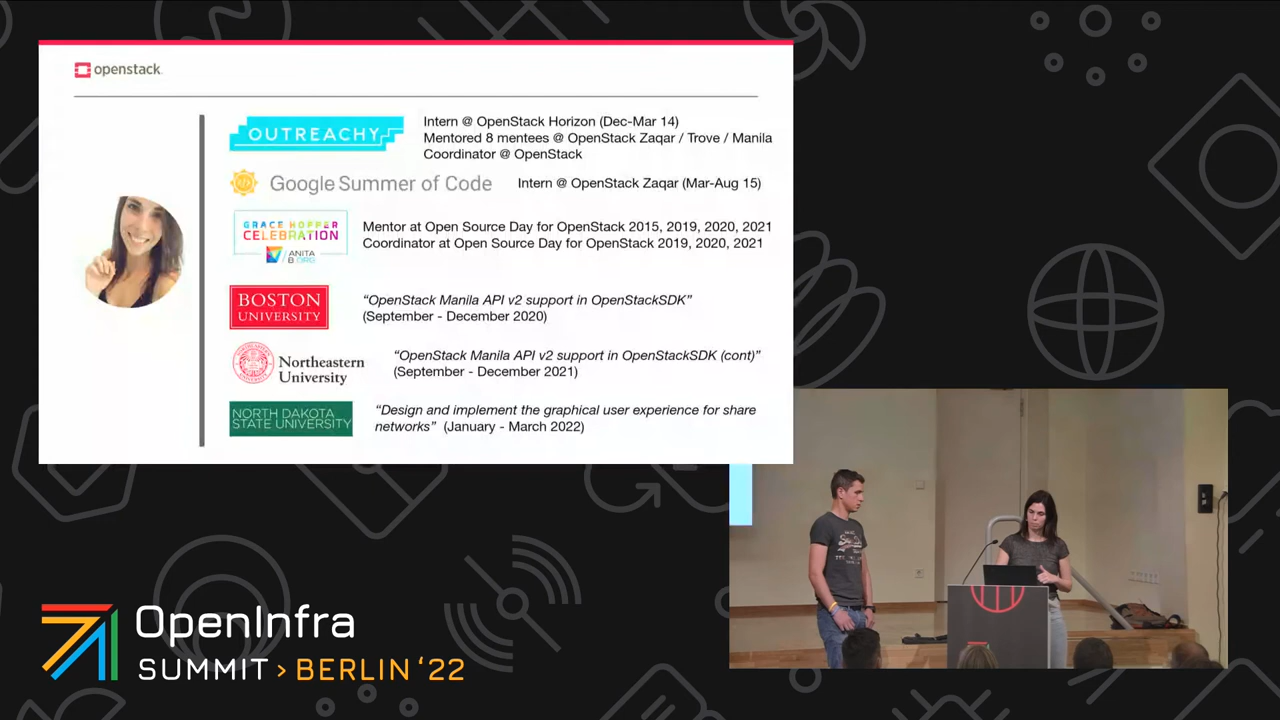 openstack.
OUTREACHY
Intern @ OpenStack Horizon (Dec-Mar 14)
Mentored 8 mentees @ OpenStack Zaqar / Trove / Manila
Coordinator @ OpenStack
Google Summer of Code
Intern @ OpenStack Zaqar (Mar-Aug 15)
GRACE HOPPER
CELEBRATION
ANITA
B.ORG
Mentor at Open Source Day for OpenStack 2015, 2019, 2020, 2021
Coordinator at Open Source Day for OpenStack 2019, 2020, 2021
BOSTON
UNIVERSITY
“OpenStack Manila API v2 support in OpenStackSDK”
(September - December 2020)
Northeastern
University
“OpenStack Manila API v2 support in OpenStackSDK (cont)”
(September - December 2021)
NORTH DAKOTA
STATE UNIVERSITY
“Design and implement the graphical user experience for share
networks” (January - March 2022)
OpenInfra
SUMMIT > BERLIN ‘22